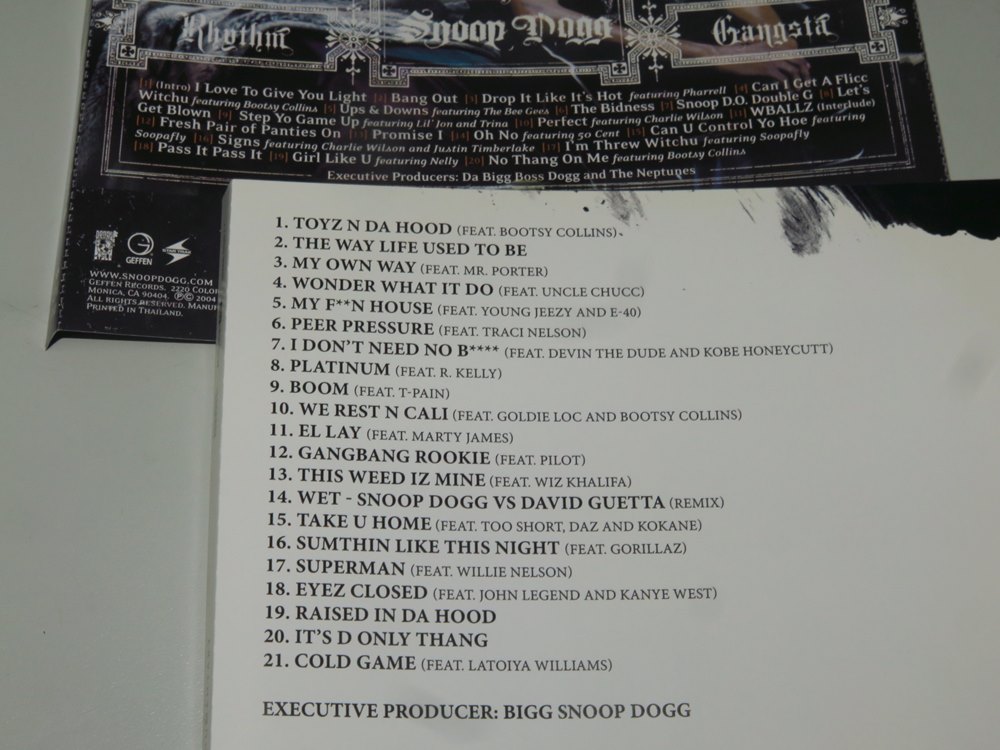 Rhythm Snoop Dogg Gangsta
[1] (Intro) I Love To Give You Light [2] Bang Out [3] Drop It Like It's Hot featuring Pharrell [4] Can I Get A Flicc
Witchu featuring Bootsy Collins [5] Ups & Downs featuring The Bee Gees [6] The Bidness [7] Snoop D.O. Double G [8] Let's
Get Blown [9] Step Yo Game Up featuring Lil' Jon and Trina [10] Perfect featuring Charlie Wilson [11] WBALLZ (Interlude)
[12] Fresh Pair of Panties On [13] Promise I [14] Oh No featuring 50 Cent [15] Can U Control Yo Hoe featuring
Soopafly [16] Signs featuring Charlie Wilson and Justin Timberlake [17] I'm Threw Witchu featuring Soopafly
[18] Pass It Pass It [19] Girl Like U featuring Nelly [20] No Thang On Me featuring Bootsy Collins
Executive Producers: Da Bigg Boss Dogg and The Neptunes
GEFFEN STAR TRAK
www.snoopdogg.com
Geffen Records. 2220 Color
Monica, CA 90404. ℗© 2004
All rights reserved. Manuf
Printed in Thailand.
1. TOYZ N DA HOOD (FEAT. BOOTSY COLLINS)
2. THE WAY LIFE USED TO BE
3. MY OWN WAY (FEAT. MR. PORTER)
4. WONDER WHAT IT DO (FEAT. UNCLE CHUCC)
5. MY F**N HOUSE (FEAT. YOUNG JEEZY AND E-40)
6. PEER PRESSURE (FEAT. TRACI NELSON)
7. I DON'T NEED NO B**** (FEAT. DEVIN THE DUDE AND KOBE HONEYCUTT)
8. PLATINUM (FEAT. R. KELLY)
9. BOOM (FEAT. T-PAIN)
10. WE REST N CALI (FEAT. GOLDIE LOC AND BOOTSY COLLINS)
11. EL LAY (FEAT. MARTY JAMES)
12. GANGBANG ROOKIE (FEAT. PILOT)
13. THIS WEED IZ MINE (FEAT. WIZ KHALIFA)
14. WET - SNOOP DOGG VS DAVID GUETTA (REMIX)
15. TAKE U HOME (FEAT. TOO SHORT, DAZ AND KOKANE)
16. SUMTHIN LIKE THIS NIGHT (FEAT. GORILLAZ)
17. SUPERMAN (FEAT. WILLIE NELSON)
18. EYEZ CLOSED (FEAT. JOHN LEGEND AND KANYE WEST)
19. RAISED IN DA HOOD
20. IT'S D ONLY THANG
21. COLD GAME (FEAT. LATOIYA WILLIAMS)
EXECUTIVE PRODUCER: BIGG SNOOP DOGG